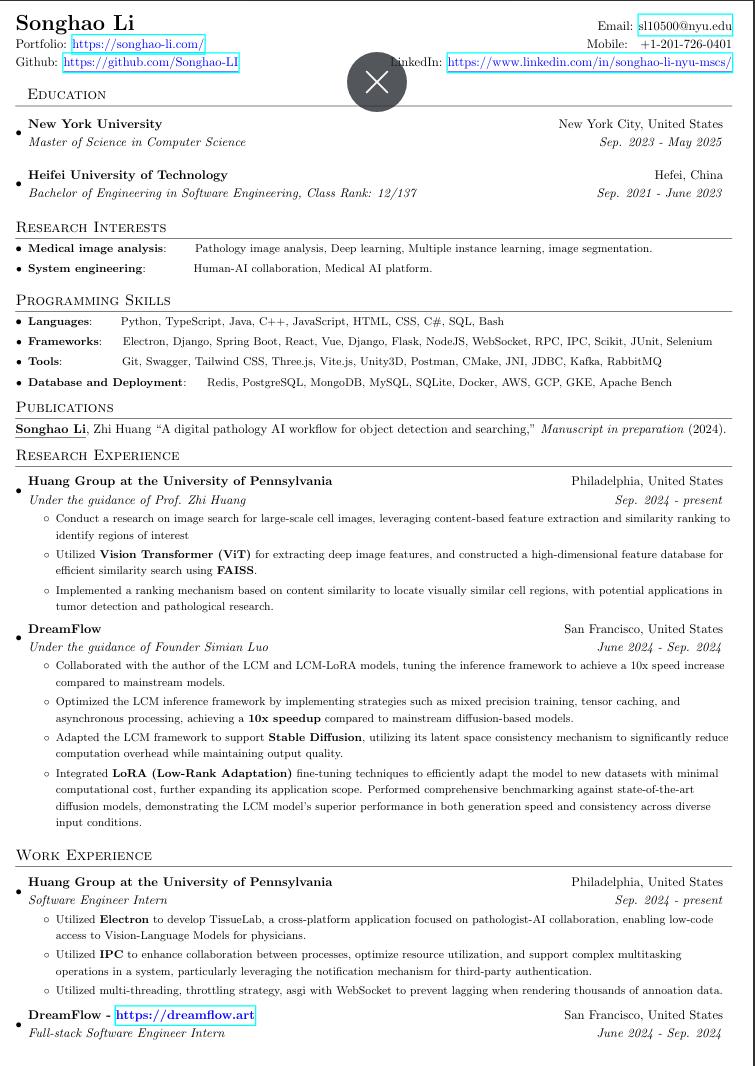 Songhao Li
Email: sl10500@nyu.edu
Portfolio: https://songhao-li.com/
Mobile: +1-201-726-0401
Github: https://github.com/Songhao-LI
LinkedIn: https://www.linkedin.com/in/songhao-li-nyu-mscs/
Education
• New York University
New York City, United States
Master of Science in Computer Science
Sep. 2023 - May 2025
• Heifei University of Technology
Hefei, China
Bachelor of Engineering in Software Engineering, Class Rank: 12/137
Sep. 2021 - June 2023
Research Interests
• Medical image analysis: Pathology image analysis, Deep learning, Multiple instance learning, image segmentation.
• System engineering: Human-AI collaboration, Medical AI platform.
Programming Skills
• Languages: Python, TypeScript, Java, C++, JavaScript, HTML, CSS, C#, SQL, Bash
• Frameworks: Electron, Django, Spring Boot, React, Vue, Django, Flask, NodeJS, WebSocket, RPC, IPC, Scikit, JUnit, Selenium
• Tools: Git, Swagger, Tailwind CSS, Three.js, Vite.js, Unity3D, Postman, CMake, JNI, JDBC, Kafka, RabbitMQ
• Database and Deployment: Redis, PostgreSQL, MongoDB, MySQL, SQLite, Docker, AWS, GCP, GKE, Apache Bench
Publications
Songhao Li, Zhi Huang “A digital pathology AI workflow for object detection and searching,” Manuscript in preparation (2024).
Research Experience
• Huang Group at the University of Pennsylvania
Philadelphia, United States
Under the guidance of Prof. Zhi Huang
Sep. 2024 - present
◦ Conduct a research on image search for large-scale cell images, leveraging content-based feature extraction and similarity ranking to
identify regions of interest
◦ Utilized Vision Transformer (ViT) for extracting deep image features, and constructed a high-dimensional feature database for
efficient similarity search using FAISS.
◦ Implemented a ranking mechanism based on content similarity to locate visually similar cell regions, with potential applications in
tumor detection and pathological research.
• DreamFlow
San Francisco, United States
Under the guidance of Founder Simian Luo
June 2024 - Sep. 2024
◦ Collaborated with the author of the LCM and LCM-LoRA models, tuning the inference framework to achieve a 10x speed increase
compared to mainstream models.
◦ Optimized the LCM inference framework by implementing strategies such as mixed precision training, tensor caching, and
asynchronous processing, achieving a 10x speedup compared to mainstream diffusion-based models.
◦ Adapted the LCM framework to support Stable Diffusion, utilizing its latent space consistency mechanism to significantly reduce
computation overhead while maintaining output quality.
◦ Integrated LoRA (Low-Rank Adaptation) fine-tuning techniques to efficiently adapt the model to new datasets with minimal
computational cost, further expanding its application scope. Performed comprehensive benchmarking against state-of-the-art
diffusion models, demonstrating the LCM model’s superior performance in both generation speed and consistency across diverse
input conditions.
Work Experience
• Huang Group at the University of Pennsylvania
Philadelphia, United States
Software Engineer Intern
Sep. 2024 - present
◦ Utilized Electron to develop TissueLab, a cross-platform application focused on pathologist-AI collaboration, enabling low-code
access to Vision-Language Models for physicians.
◦ Utilized IPC to enhance collaboration between processes, optimize resource utilization, and support complex multitasking
operations in a system, particularly leveraging the notification mechanism for third-party authentication.
◦ Utilized multi-threading, throttling strategy, asgi with WebSocket to prevent lagging when rendering thousands of annoation data.
• DreamFlow - https://dreamflow.art
San Francisco, United States
Full-stack Software Engineer Intern
June 2024 - Sep. 2024